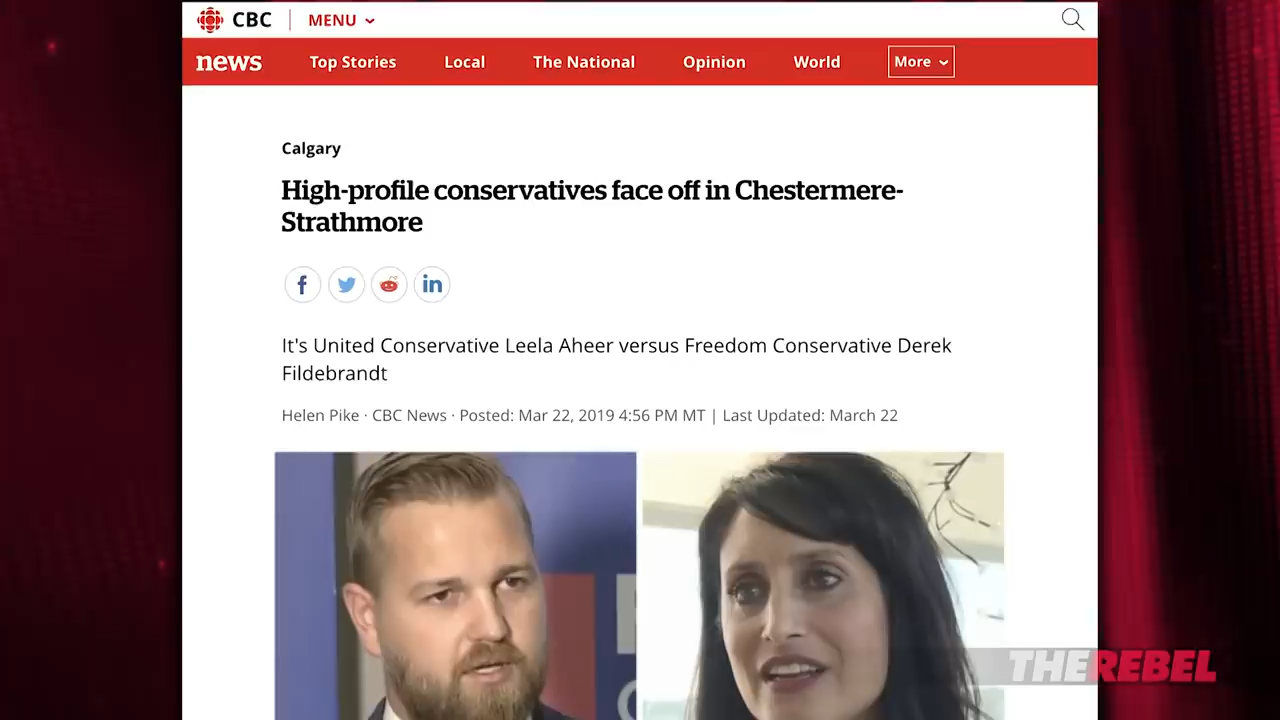 CBC
MENU
news
Top Stories
Local
The National
Opinion
World
More
Calgary
High-profile conservatives face off in Chestermere-
Strathmore
It's United Conservative Leela Aheer versus Freedom Conservative Derek
Fildebrandt
Helen Pike · CBC News · Posted: Mar 22, 2019 4:56 PM MT | Last Updated: March 22
THEREBEL